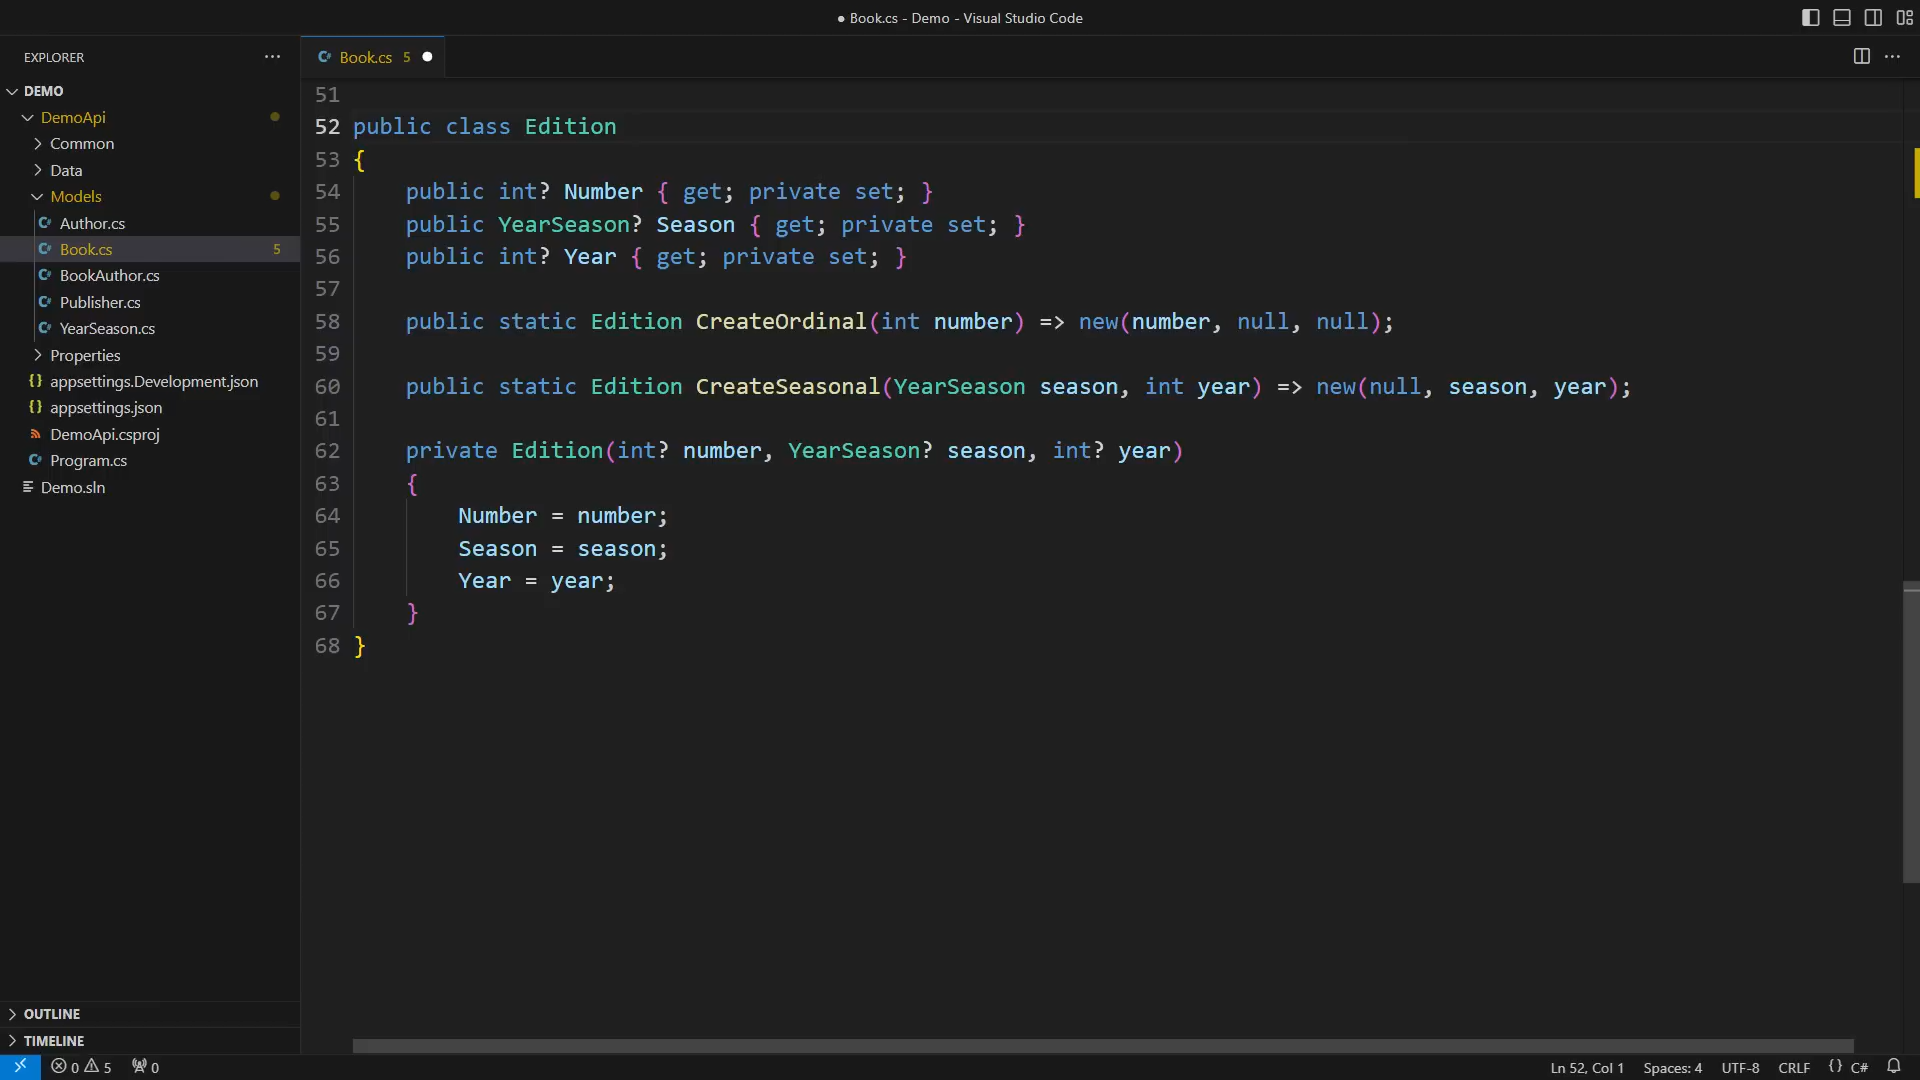 ● Book.cs - Demo - Visual Studio Code
EXPLORER
DEMO
DemoApi
Common
Data
Models
C# Author.cs
C# Book.cs 5
C# BookAuthor.cs
C# Publisher.cs
C# YearSeason.cs
Properties
{} appsettings.Development.json
{} appsettings.json
DemoApi.csproj
C# Program.cs
Demo.sln
OUTLINE
TIMELINE
C# Book.cs 5
51
52 public class Edition
53 {
54     public int? Number { get; private set; }
55     public YearSeason? Season { get; private set; }
56     public int? Year { get; private set; }
57
58     public static Edition CreateOrdinal(int number) => new(number, null, null);
59
60     public static Edition CreateSeasonal(YearSeason season, int year) => new(null, season, year);
61
62     private Edition(int? number, YearSeason? season, int? year)
63     {
64         Number = number;
65         Season = season;
66         Year = year;
67     }
68 }
0 5 0 Ln 52, Col 1 Spaces: 4 UTF-8 CRLF {} C#